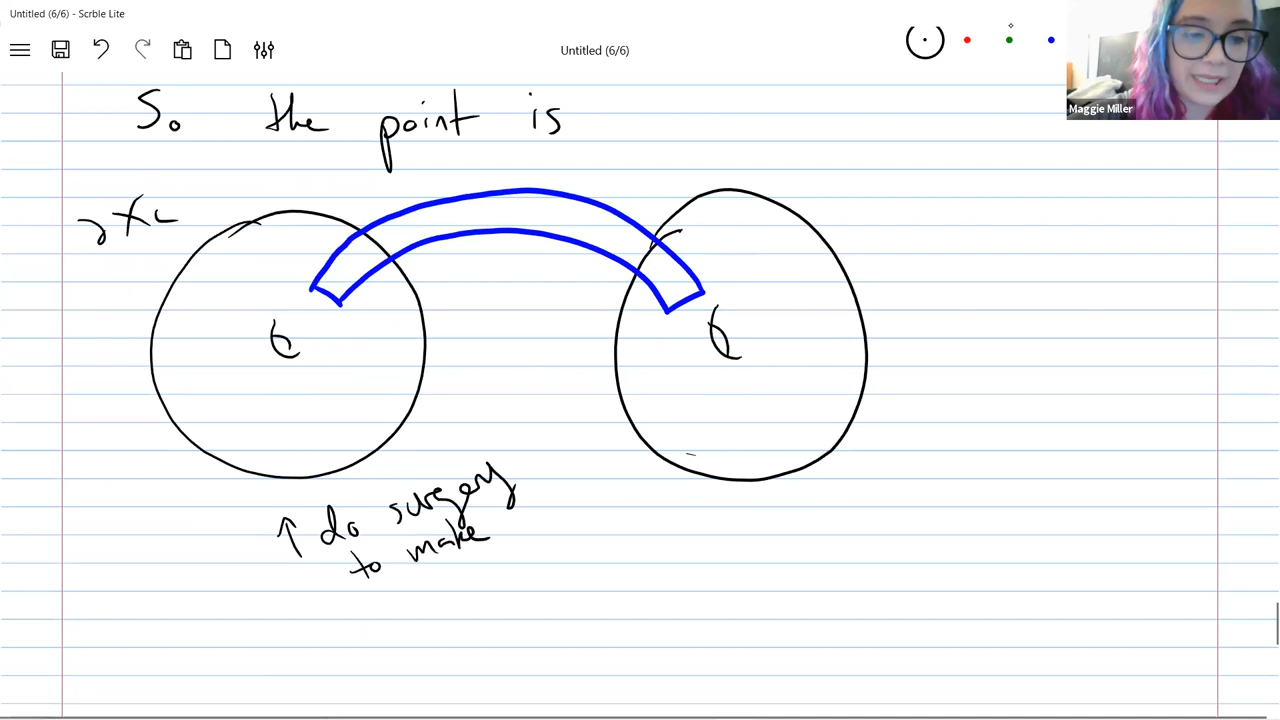 Untitled (6/6) - Scrble Lite
Untitled (6/6)
Maggie Miller
So the point is
↑ do surgery
to make